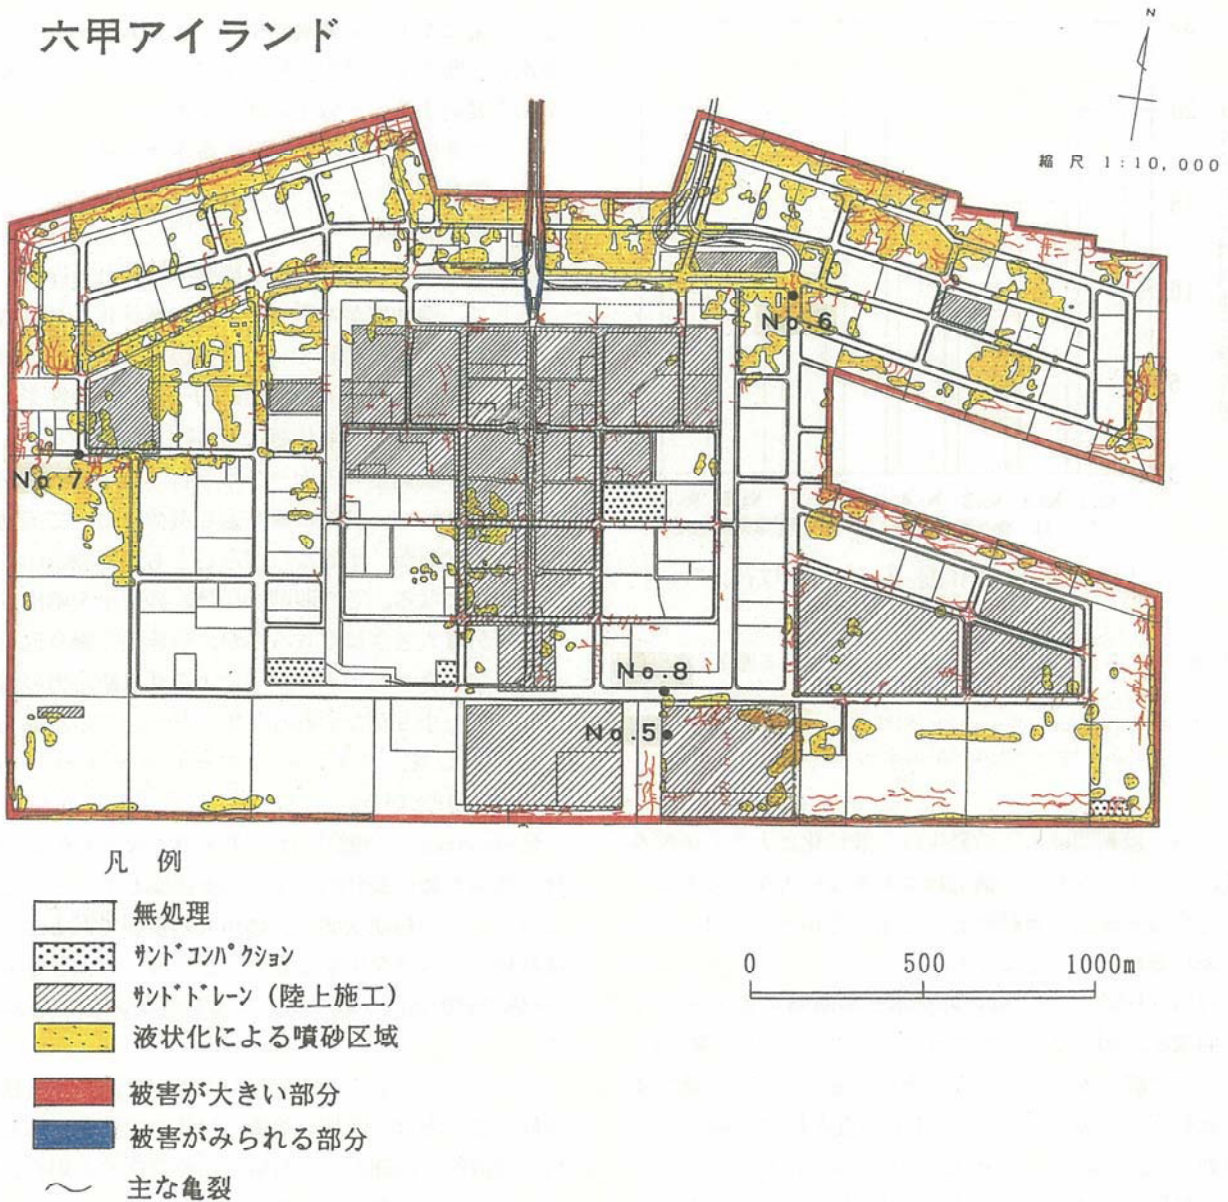 六甲アイランド
N
縮尺 1:10,000
No.6
No.7
No.8
No.5
凡例
無処理
サンドコンパクション
サンドドレーン (陸上施工)
液状化による噴砂区域
被害が大きい部分
被害がみられる部分
主な亀裂
0 500 1000m